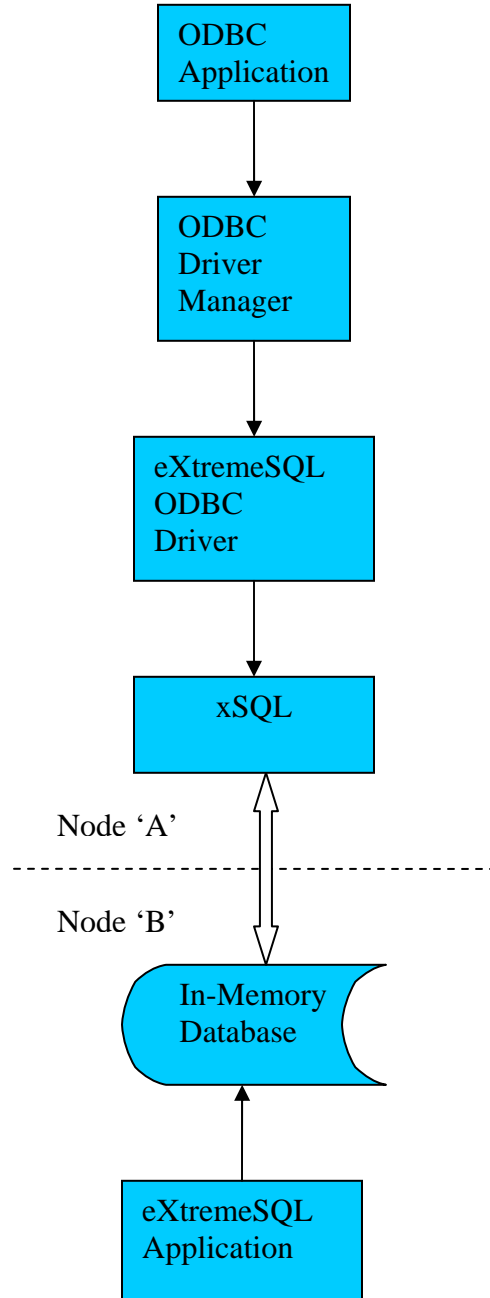 ODBC
Application
ODBC
Driver
Manager
eXtremeSQL
ODBC
Driver
xSQL
Node ‘A’
Node ‘B’
In-Memory
Database
eXtremeSQL
Application